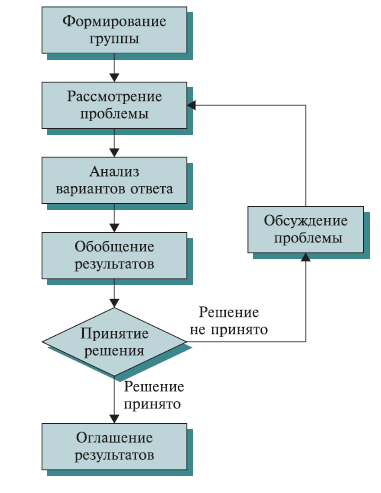 Формирование
группы
Рассмотрение
проблемы
Анализ
вариантов ответа
Обсуждение
проблемы
Обобщение
результатов
Решение
не принято
Принятие
решения
Решение
принято
Оглашение
результатов